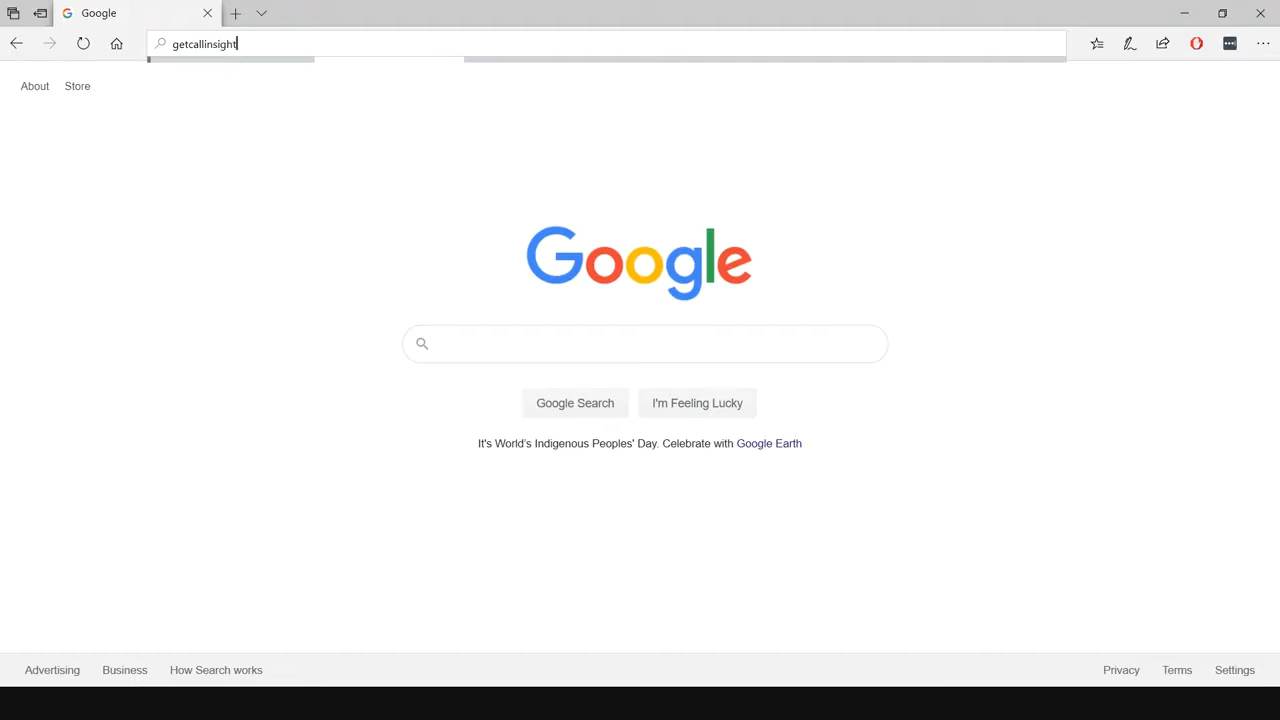 Google
getcallinsight
About Store
Google
Google Search I'm Feeling Lucky
It's World's Indigenous Peoples' Day. Celebrate with Google Earth
Advertising Business How Search works Privacy Terms Settings